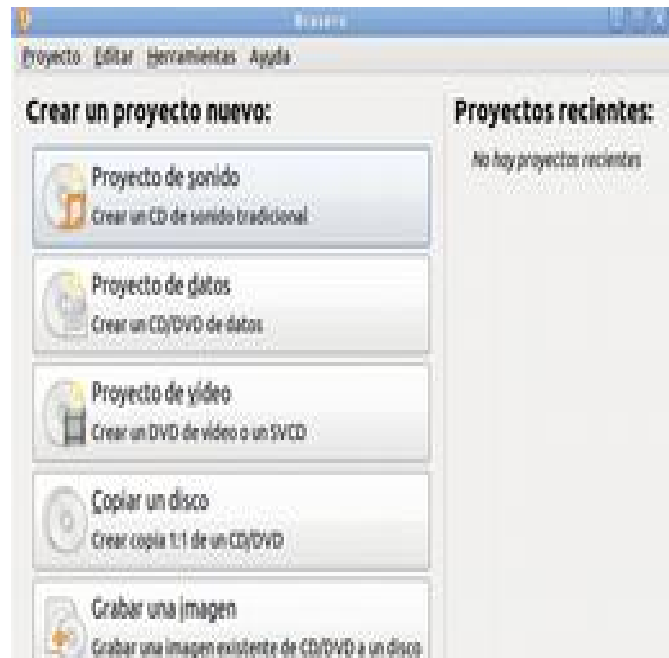 Brasero
Proyecto Editar Herramientas Ayuda
Crear un proyecto nuevo:
Proyectos recientes:
No hay proyectos recientes
Proyecto de sonido
Crear un CD de sonido tradicional
Proyecto de datos
Crear un CD/DVD de datos
Proyecto de vídeo
Crear un DVD de vídeo o un SVCD
Copiar un disco
Crear copia 1:1 de un CD/DVD
Grabar una imagen
Grabar una imagen existente de CD/DVD a un disco